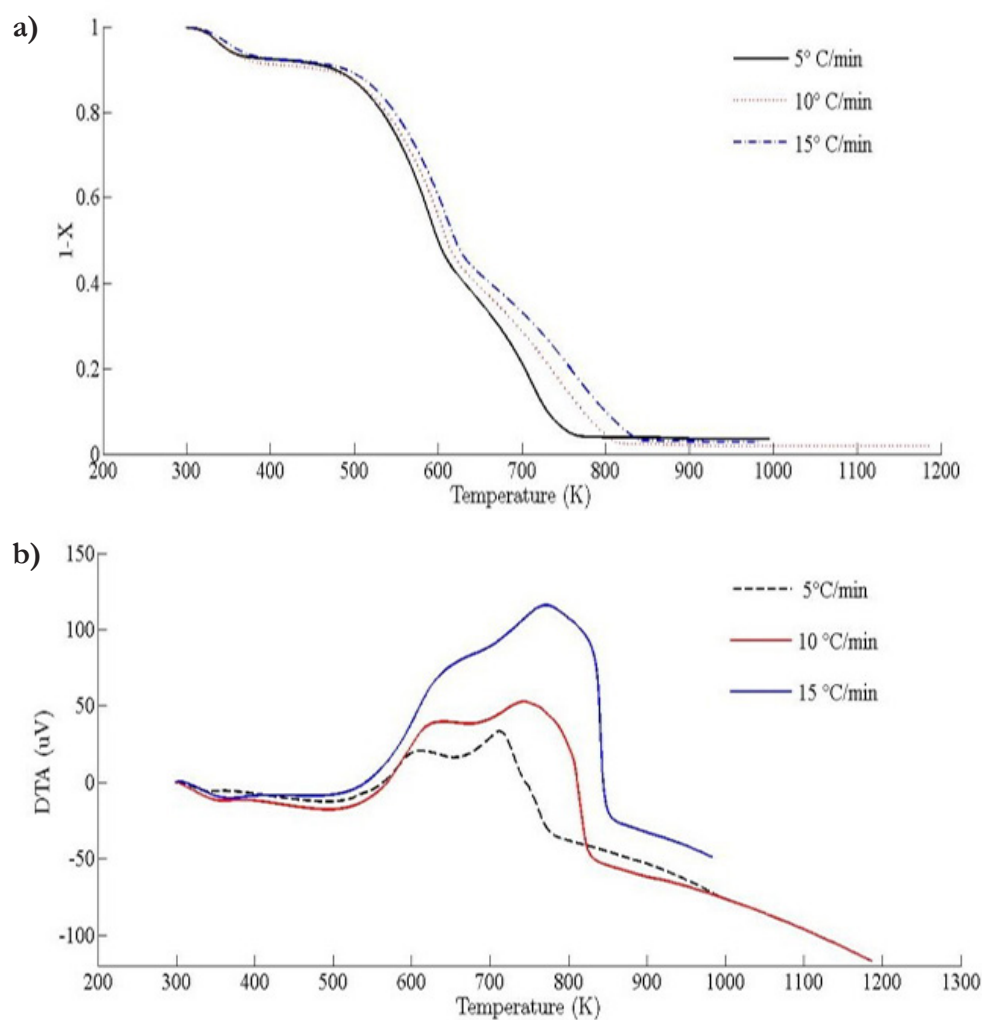 a)
1
0.8
0.6
0.4
0.2
0
1-X
200 300 400 500 600 700 800 900 1000 1100 1200
Temperature (K)
5° C/min
10° C/min
15° C/min
b)
150
100
50
0
-50
-100
DTA (uV)
200 300 400 500 600 700 800 900 1000 1100 1200 1300
Temperature (K)
5°C/min
10 °C/min
15 °C/min